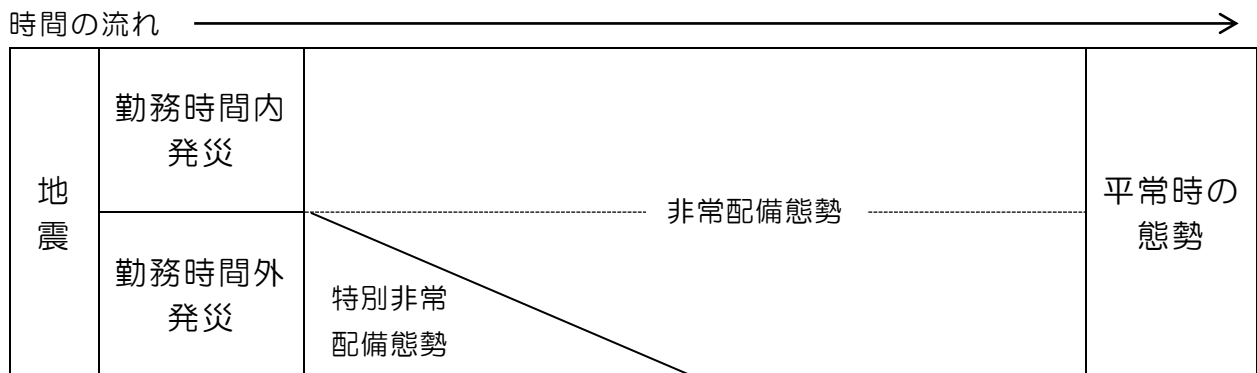 時間の流れ
地
震
勤務時間内
発災
勤務時間外
発災
非常配備態勢
特別非常
配備態勢
平常時の
態勢